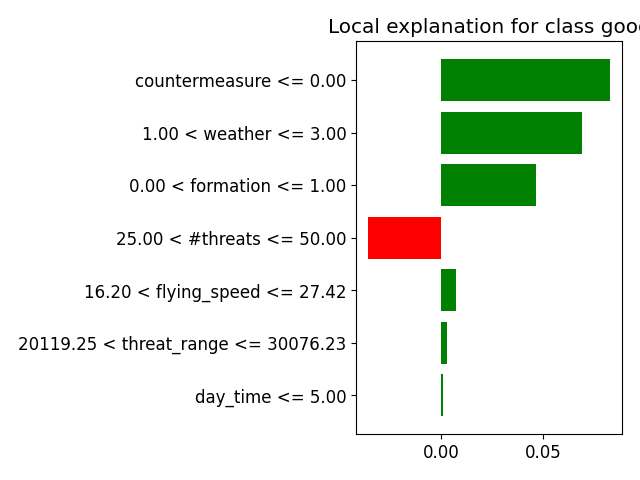 Local explanation for class good
countermeasure <= 0.00
1.00 < weather <= 3.00
0.00 < formation <= 1.00
25.00 < #threats <= 50.00
16.20 < flying_speed <= 27.42
20119.25 < threat_range <= 30076.23
day_time <= 5.00
0.00 0.05